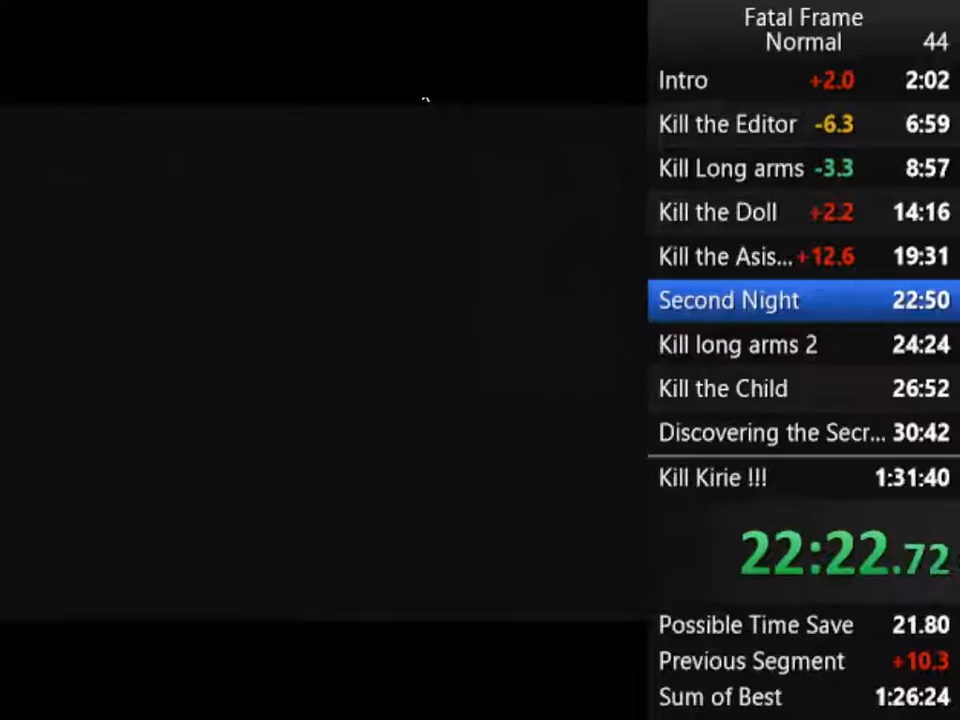 Fatal Frame
Normal 44
Intro +2.0 2:02
Kill the Editor -6.3 6:59
Kill Long arms -3.3 8:57
Kill the Doll +2.2 14:16
Kill the Asis... +12.6 19:31
Second Night 22:50
Kill long arms 2 24:24
Kill the Child 26:52
Discovering the Secr... 30:42
Kill Kirie !!! 1:31:40
22:22.72
Possible Time Save 21.80
Previous Segment +10.3
Sum of Best 1:26:24